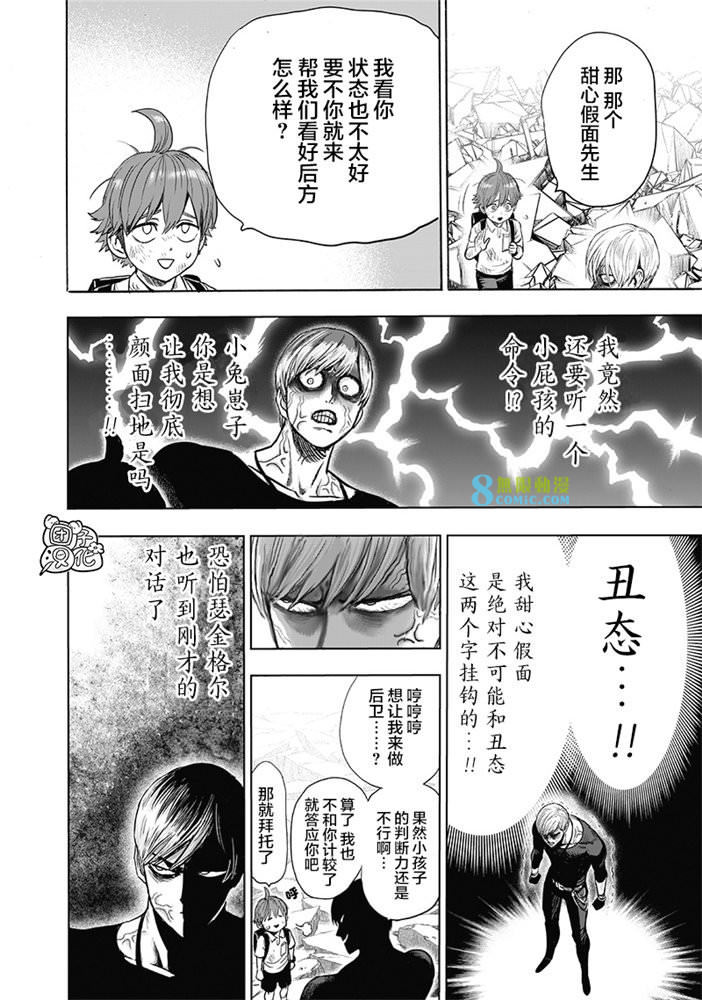 那 那个
甜心假面先生
我看你
状态也不太好
要不你就来
帮我们看好后方
怎么样？
我竟然
还要听一个
小屁孩的
命令!?
小兔崽子
你是想
让我彻底
颜面扫地是吗
……!!
8
COMIC.COM
丑态…!!
我甜心假面
是绝对不可能和丑态
这两个字挂钩的…!!
哼哼哼
想让我来做
后卫……？
果然小孩子
的判断力还是
不行啊…
算了 我也
不和你计较了
就答应你吧
那就拜托了
呼
恐怕瑟金格尔
也听到刚才的
对话了